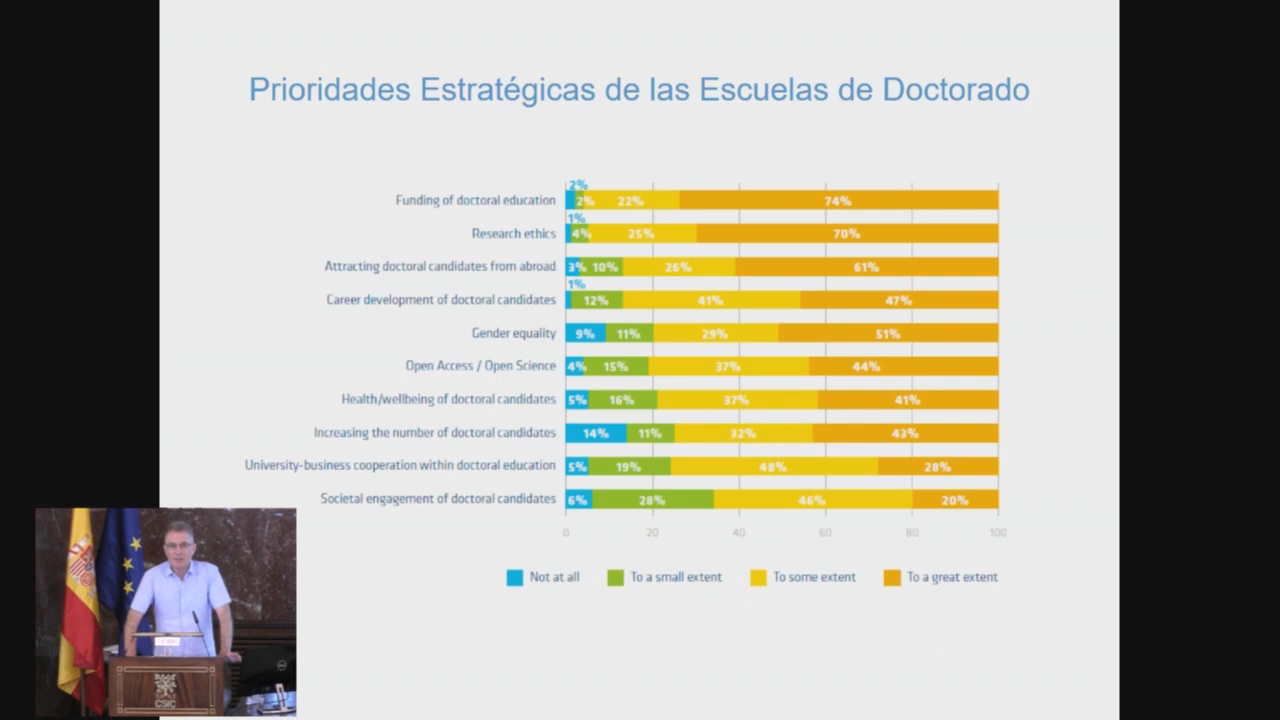 Prioridades Estratégicas de las Escuelas de Doctorado
2%
Funding of doctoral education 2% 22% 74%
1%
Research ethics 4% 25% 70%
Attracting doctoral candidates from abroad 3% 10% 26% 61%
1%
Career development of doctoral candidates 12% 41% 47%
Gender equality 9% 11% 29% 51%
Open Access / Open Science 4% 15% 37% 44%
Health/wellbeing of doctoral candidates 5% 16% 37% 41%
Increasing the number of doctoral candidates 14% 11% 32% 43%
University-business cooperation within doctoral education 5% 19% 48% 28%
Societal engagement of doctoral candidates 6% 28% 46% 20%
0 20 40 60 80 100
Not at all To a small extent To some extent To a great extent
CSIC
CSIC